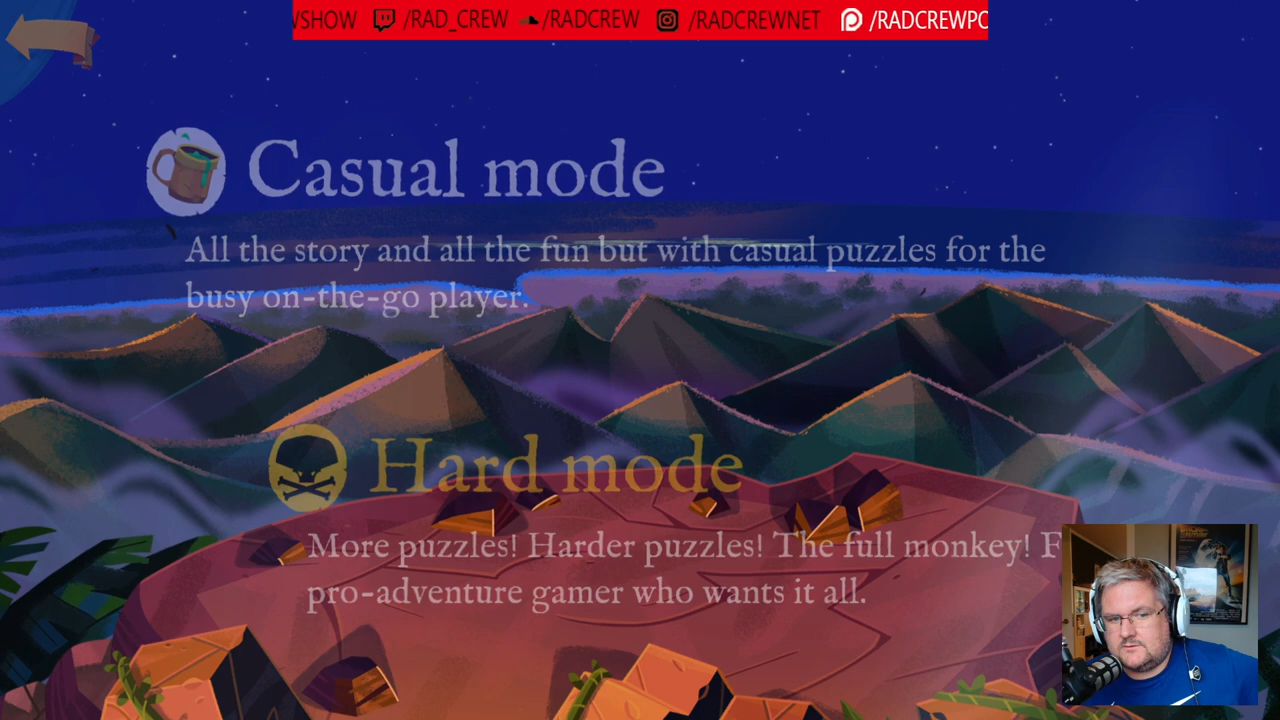 VSHOW /RAD_CREW /RADCREW /RADCREWNET /RADCREWPO
Casual mode
All the story and all the fun but with casual puzzles for the
busy on-the-go player.
Hard mode
More puzzles! Harder puzzles! The full monkey! F
pro-adventure gamer who wants it all.